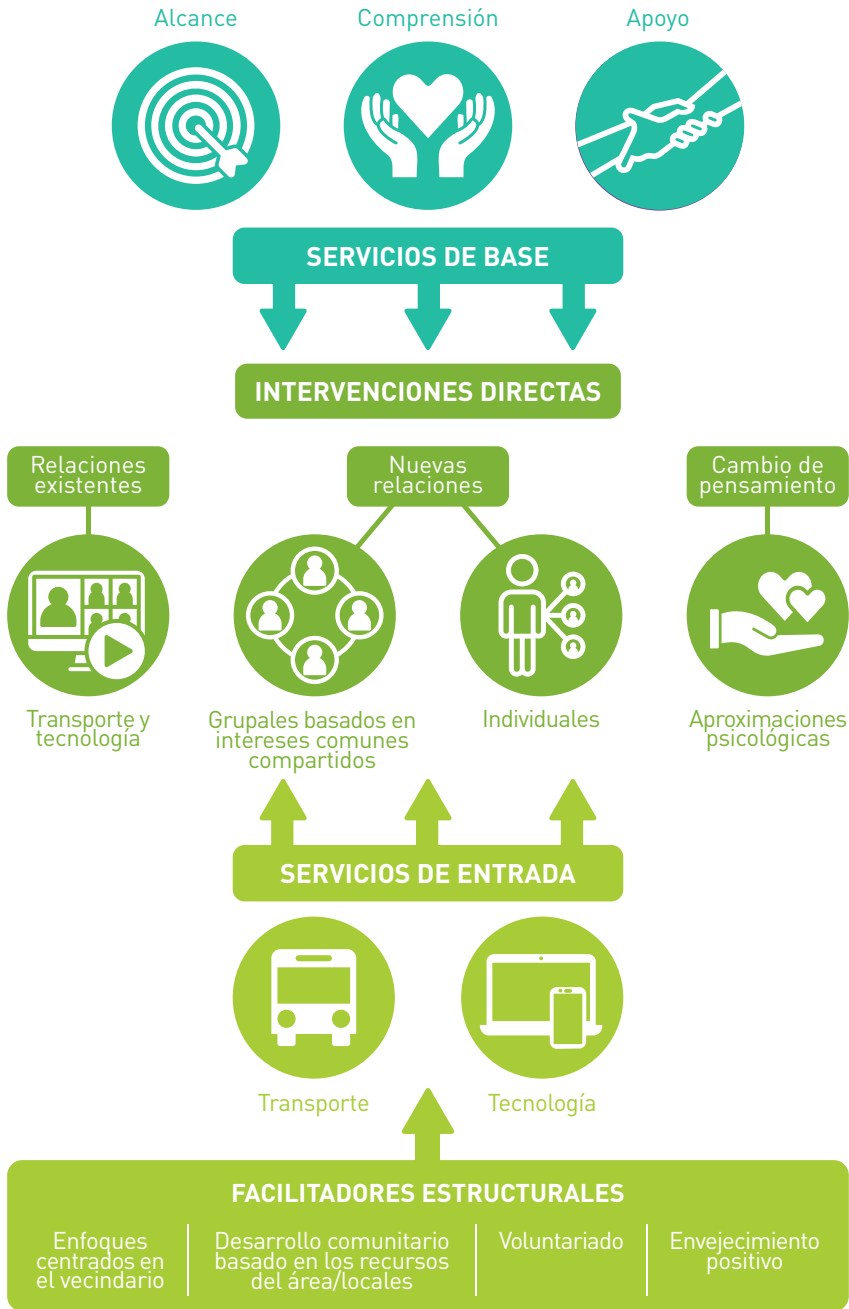 Alcance
Comprensión
Apoyo
SERVICIOS DE BASE
INTERVENCIONES DIRECTAS
Relaciones
existentes
Nuevas
relaciones
Cambio de
pensamiento
Transporte y
tecnología
Grupales basados en
intereses comunes
compartidos
Individuales
Aproximaciones
psicológicas
SERVICIOS DE ENTRADA
Transporte
Tecnología
FACILITADORES ESTRUCTURALES
Enfoques
centrados en
el vecindario
Desarrollo comunitario
basado en los recursos
del área/locales
Voluntariado
Envejecimiento
positivo